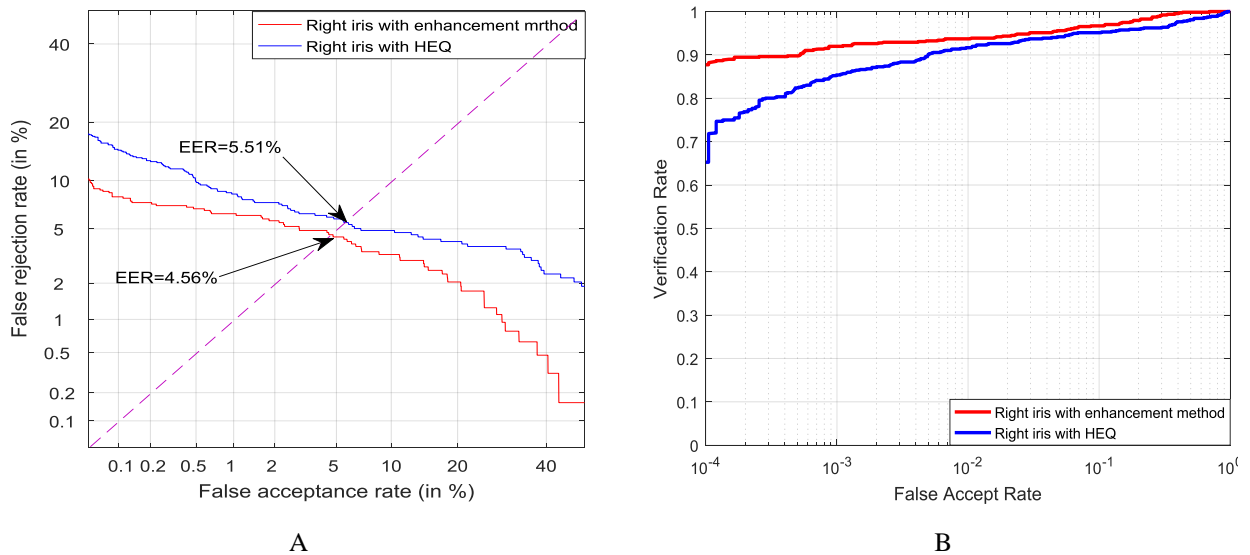 Right iris with enhancement mrthod
Right iris with HEQ
40
20
10
5
2
1
0.5
0.2
0.1
False rejection rate (in %)
EER=5.51%
EER=4.56%
0.1 0.2 0.5 1 2 5 10 20 40
False acceptance rate (in %)
A
1
0.9
0.8
0.7
0.6
0.5
0.4
0.3
0.2
0.1
0
Verification Rate
Right iris with enhancement method
Right iris with HEQ
10^-4 10^-3 10^-2 10^-1 10^0
False Accept Rate
B